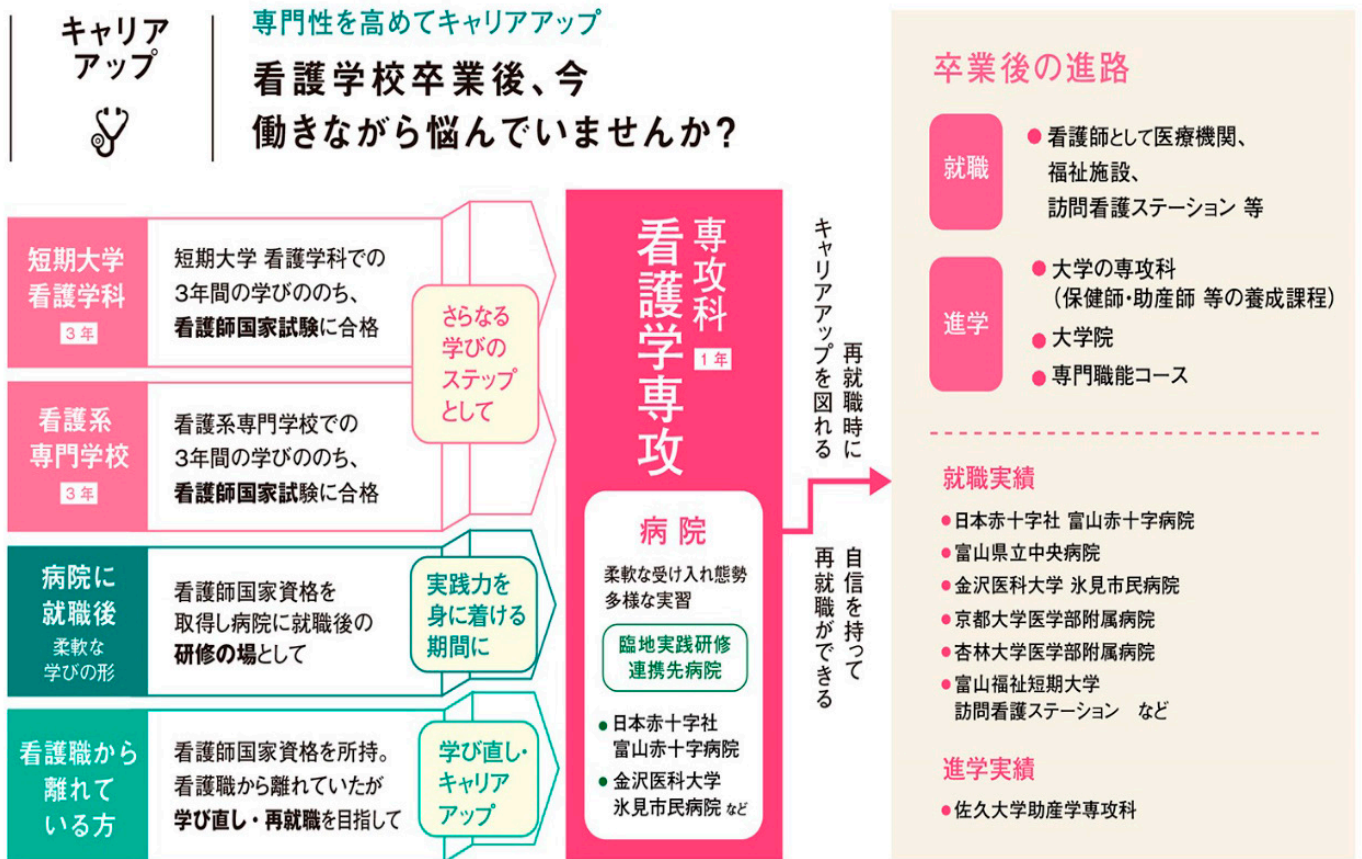 キャリア
アップ
専門性を高めてキャリアアップ
看護学校卒業後、今
働きながら悩んでいませんか？
短期大学
看護学科
3年
短期大学 看護学科での
3年間の学びののち、
看護師国家試験に合格
看護系
専門学校
3年
看護系専門学校での
3年間の学びののち、
看護師国家試験に合格
さらなる
学びの
ステップ
として
病院に
就職後
柔軟な
学びの形
看護師国家資格を
取得し病院に就職後の
研修の場として
実践力を
身に着ける
期間に
看護職から
離れて
いる方
看護師国家資格を所持。
看護職から離れていたが
学び直し・再就職を目指して
学び直し・
キャリア
アップ
専攻科
1年
看護学専攻
病院
柔軟な受け入れ態勢
多様な実習
臨地実践研修
連携先病院
●日本赤十字社
富山赤十字病院
●金沢医科大学
氷見市民病院 など
再就職時に
キャリアアップを図れる
自信を持って
再就職ができる
卒業後の進路
就職
●看護師として医療機関、
福祉施設、
訪問看護ステーション 等
進学
●大学の専攻科
（保健師・助産師 等の養成課程）
●大学院
●専門職能コース
就職実績
●日本赤十字社 富山赤十字病院
●富山県立中央病院
●金沢医科大学 氷見市民病院
●京都大学医学部附属病院
●杏林大学医学部附属病院
●富山福祉短期大学
訪問看護ステーション など
進学実績
●佐久大学助産学専攻科